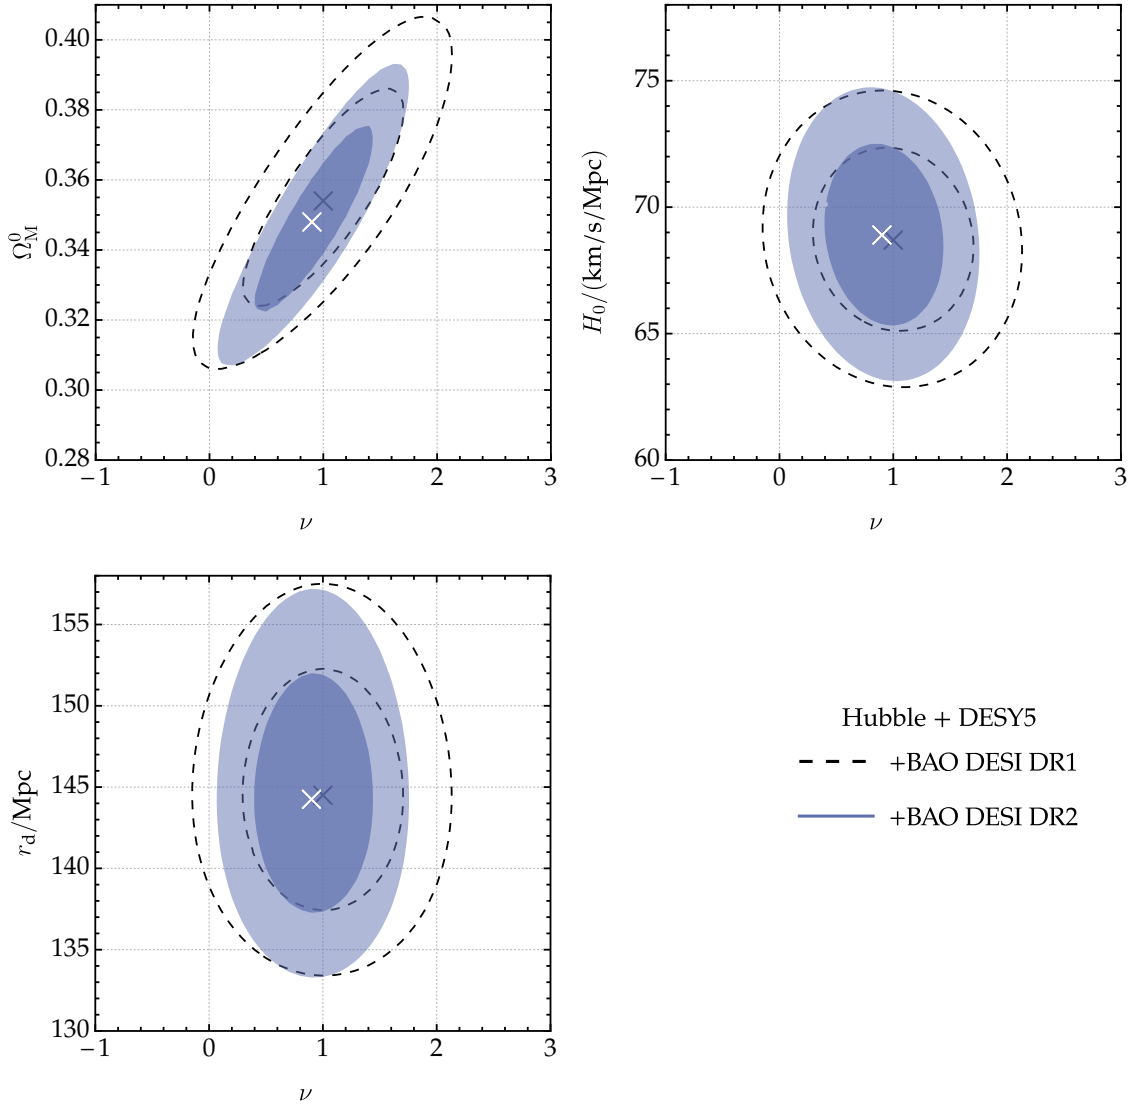 0.40
0.38
0.36
0.34
0.32
0.30
0.28
Ω⁰_M
−1 0 1 2 3
ν
75
70
65
60
H₀/(km/s/Mpc)
−1 0 1 2 3
ν
155
150
145
140
135
130
r_d/Mpc
−1 0 1 2 3
ν
Hubble + DESY5
+BAO DESI DR1
+BAO DESI DR2